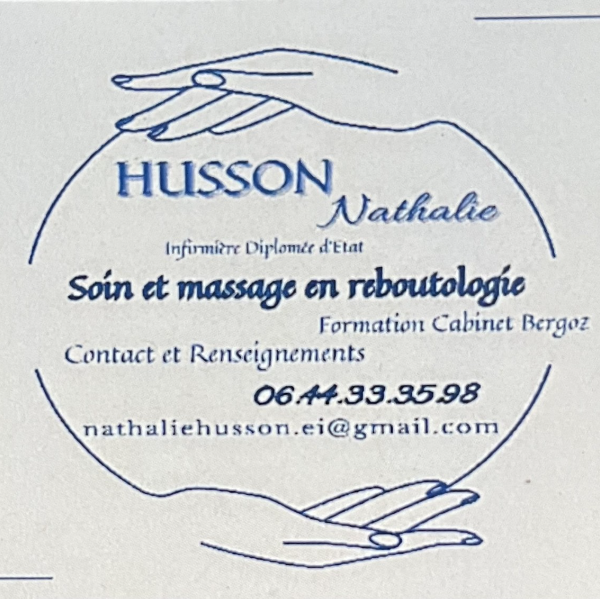 HUSSON
Nathalie
Infirmière Diplomée d'Etat
Soin et massage en reboutologie
Formation Cabinet Bergoz
Contact et Renseignements
06.44.33.35.98
nathaliehusson.ei@gmail.com